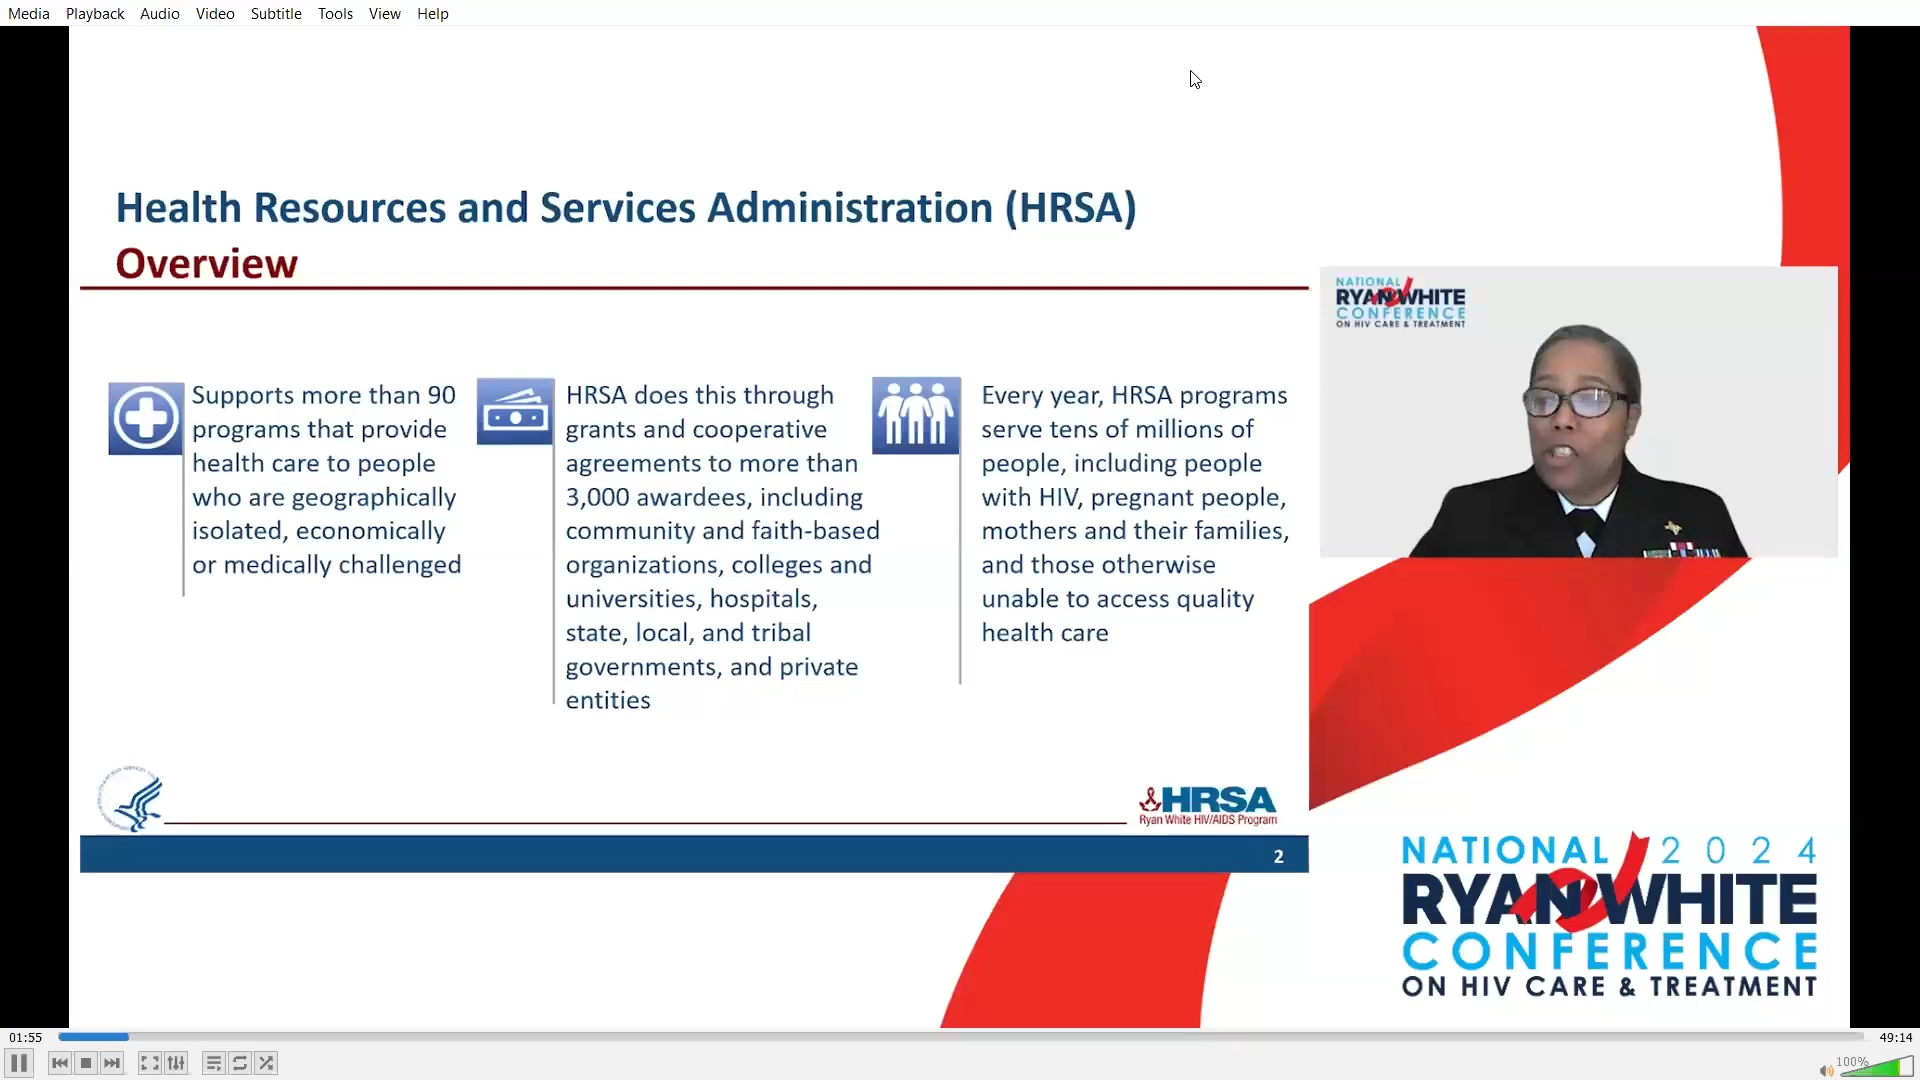 Media Playback Audio Video Subtitle Tools View Help
Health Resources and Services Administration (HRSA)
Overview
Supports more than 90
programs that provide
health care to people
who are geographically
isolated, economically
or medically challenged
HRSA does this through
grants and cooperative
agreements to more than
3,000 awardees, including
community and faith-based
organizations, colleges and
universities, hospitals,
state, local, and tribal
governments, and private
entities
Every year, HRSA programs
serve tens of millions of
people, including people
with HIV, pregnant people,
mothers and their families,
and those otherwise
unable to access quality
health care
NATIONAL
RYAN WHITE
CONFERENCE
ON HIV CARE & TREATMENT
HRSA
Ryan White HIV/AIDS Program
2
NATIONAL 2024
RYAN WHITE
CONFERENCE
ON HIV CARE & TREATMENT
01:55
49:14
100%